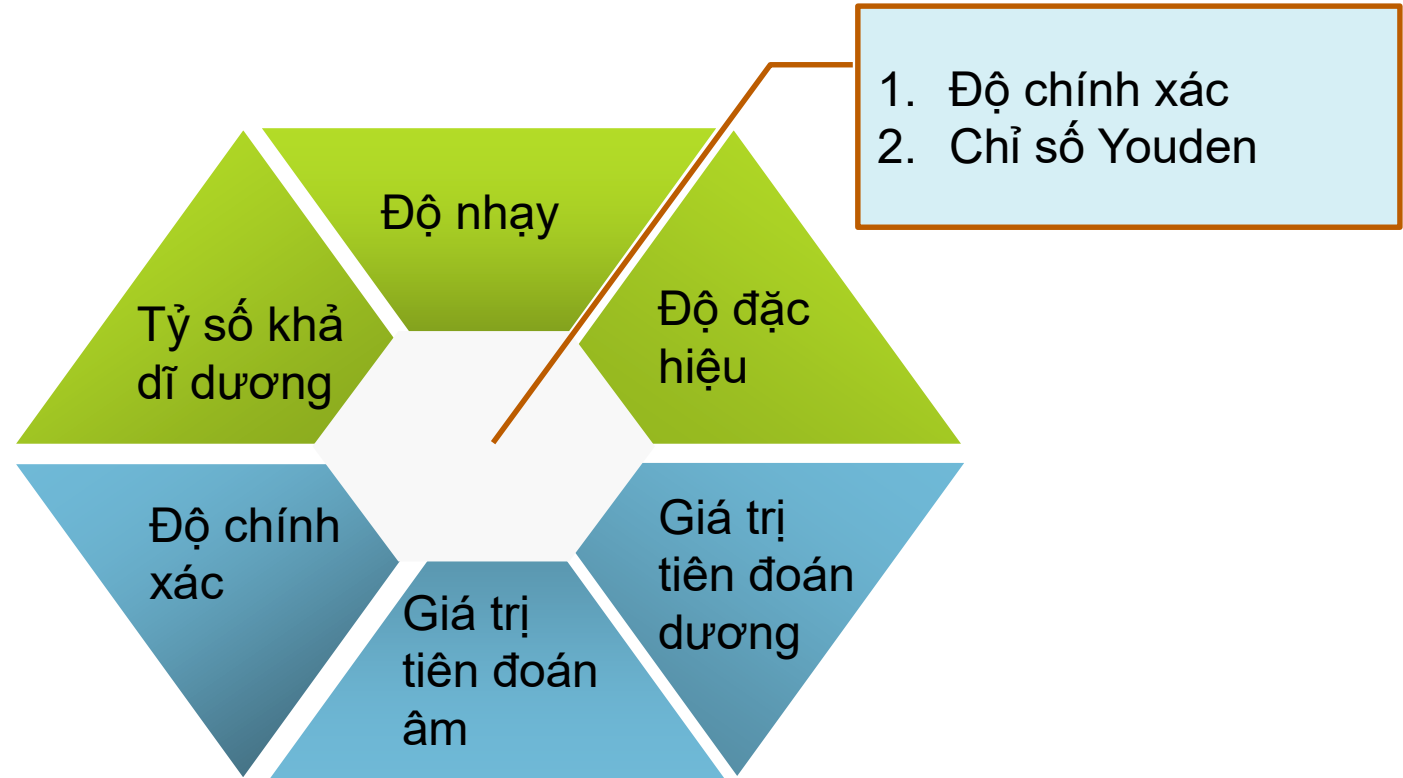 1. Độ chính xác
2. Chỉ số Youden
Độ nhạy
Tỷ số khả
dĩ dương
Độ đặc
hiệu
Độ chính
xác
Giá trị
tiên đoán
âm
Giá trị
tiên đoán
dương